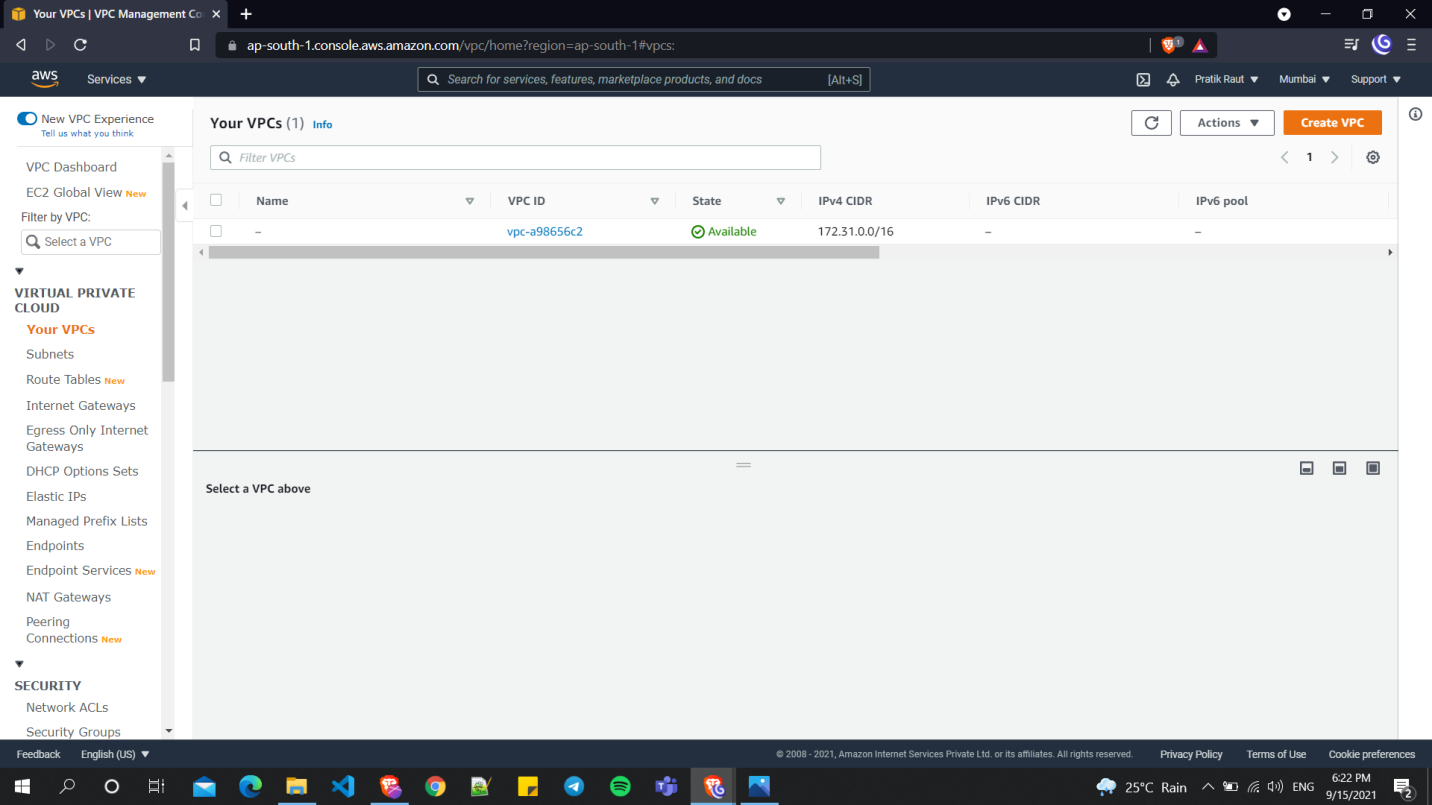 Your VPCs | VPC Management Co
ap-south-1.console.aws.amazon.com/vpc/home?region=ap-south-1#vpcs:
1
aws
Services
Search for services, features, marketplace products, and docs
[Alt+S]
Pratik Raut
Mumbai
Support
New VPC Experience
Tell us what you think
VPC Dashboard
EC2 Global View New
Filter by VPC:
Select a VPC
VIRTUAL PRIVATE
CLOUD
Your VPCs
Subnets
Route Tables New
Internet Gateways
Egress Only Internet
Gateways
DHCP Options Sets
Elastic IPs
Managed Prefix Lists
Endpoints
Endpoint Services New
NAT Gateways
Peering
Connections New
SECURITY
Network ACLs
Security Groups
Your VPCs (1) Info
Actions
Create VPC
Filter VPCs
1
Name
VPC ID
State
IPv4 CIDR
IPv6 CIDR
IPv6 pool
–
vpc-a98656c2
Available
172.31.0.0/16
–
–
Select a VPC above
Feedback
English (US)
© 2008 - 2021, Amazon Internet Services Private Ltd. or its affiliates. All rights reserved.
Privacy Policy
Terms of Use
Cookie preferences
25°C Rain
ENG
6:22 PM
9/15/2021
2